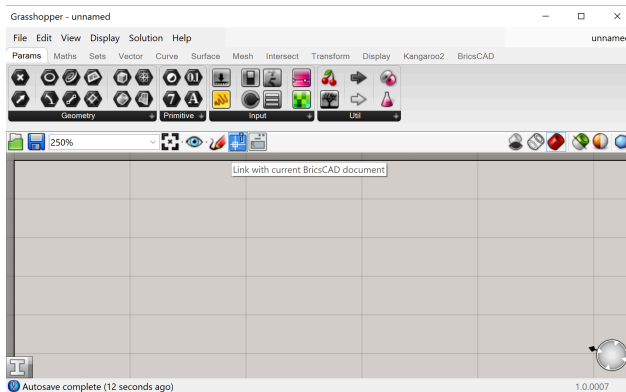 Grasshopper - unnamed
File Edit View Display Solution Help
unnamed
Params Maths Sets Vector Curve Surface Mesh Intersect Transform Display Kangaroo2 BricsCAD
Geometry Primitive Input Util
250%
Link with current BricsCAD document
Autosave complete (12 seconds ago)
1.0.0007